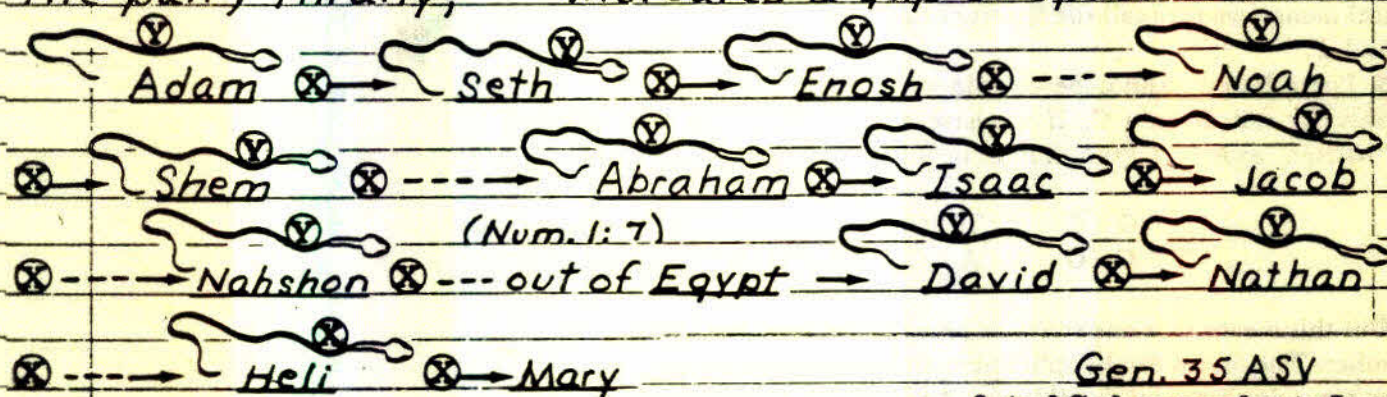 Y Y Y Y
Adam X → Seth X → Enosh X ---→ Noah
Y Y Y Y
X → Shem X ---→ Abraham X → Isaac X → Jacob
Y (Num. 1:7) Y Y
X ---→ Nahshon X --- out of Egypt → David X → Nathan
X
X ---→ Heli X → Mary
Gen. 35 ASV